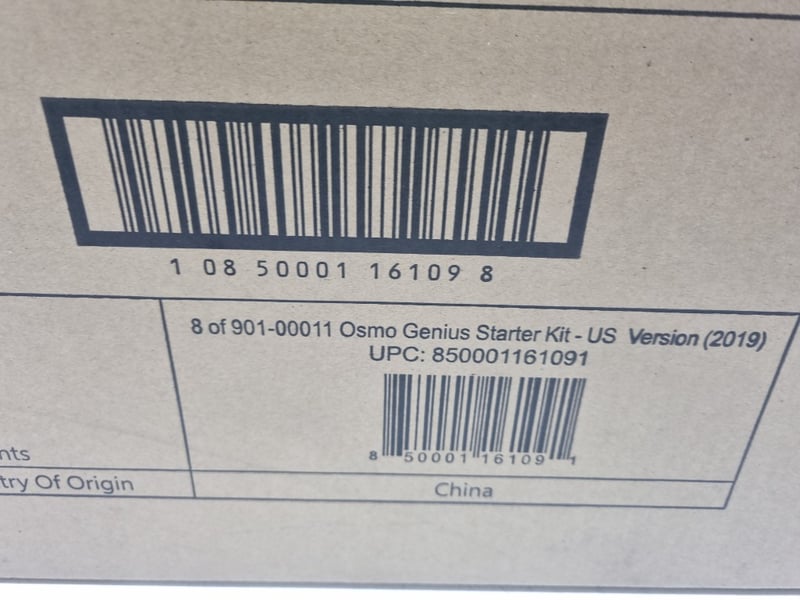 1 08 50001 16109 8
8 of 901-00011 Osmo Genius Starter Kit - US Version (2019)
UPC: 850001161091
8 50001 16109 1
nts
try Of Origin
China